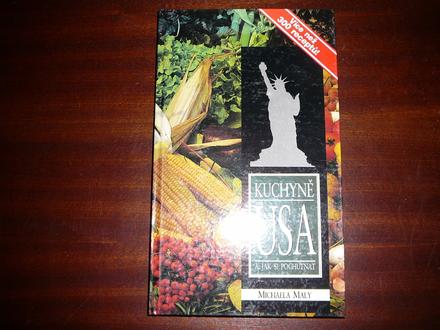 Více než
300 receptů!
KUCHYNĚ
USA
A JAK SI POCHUTNAT
MICHAELA MALY